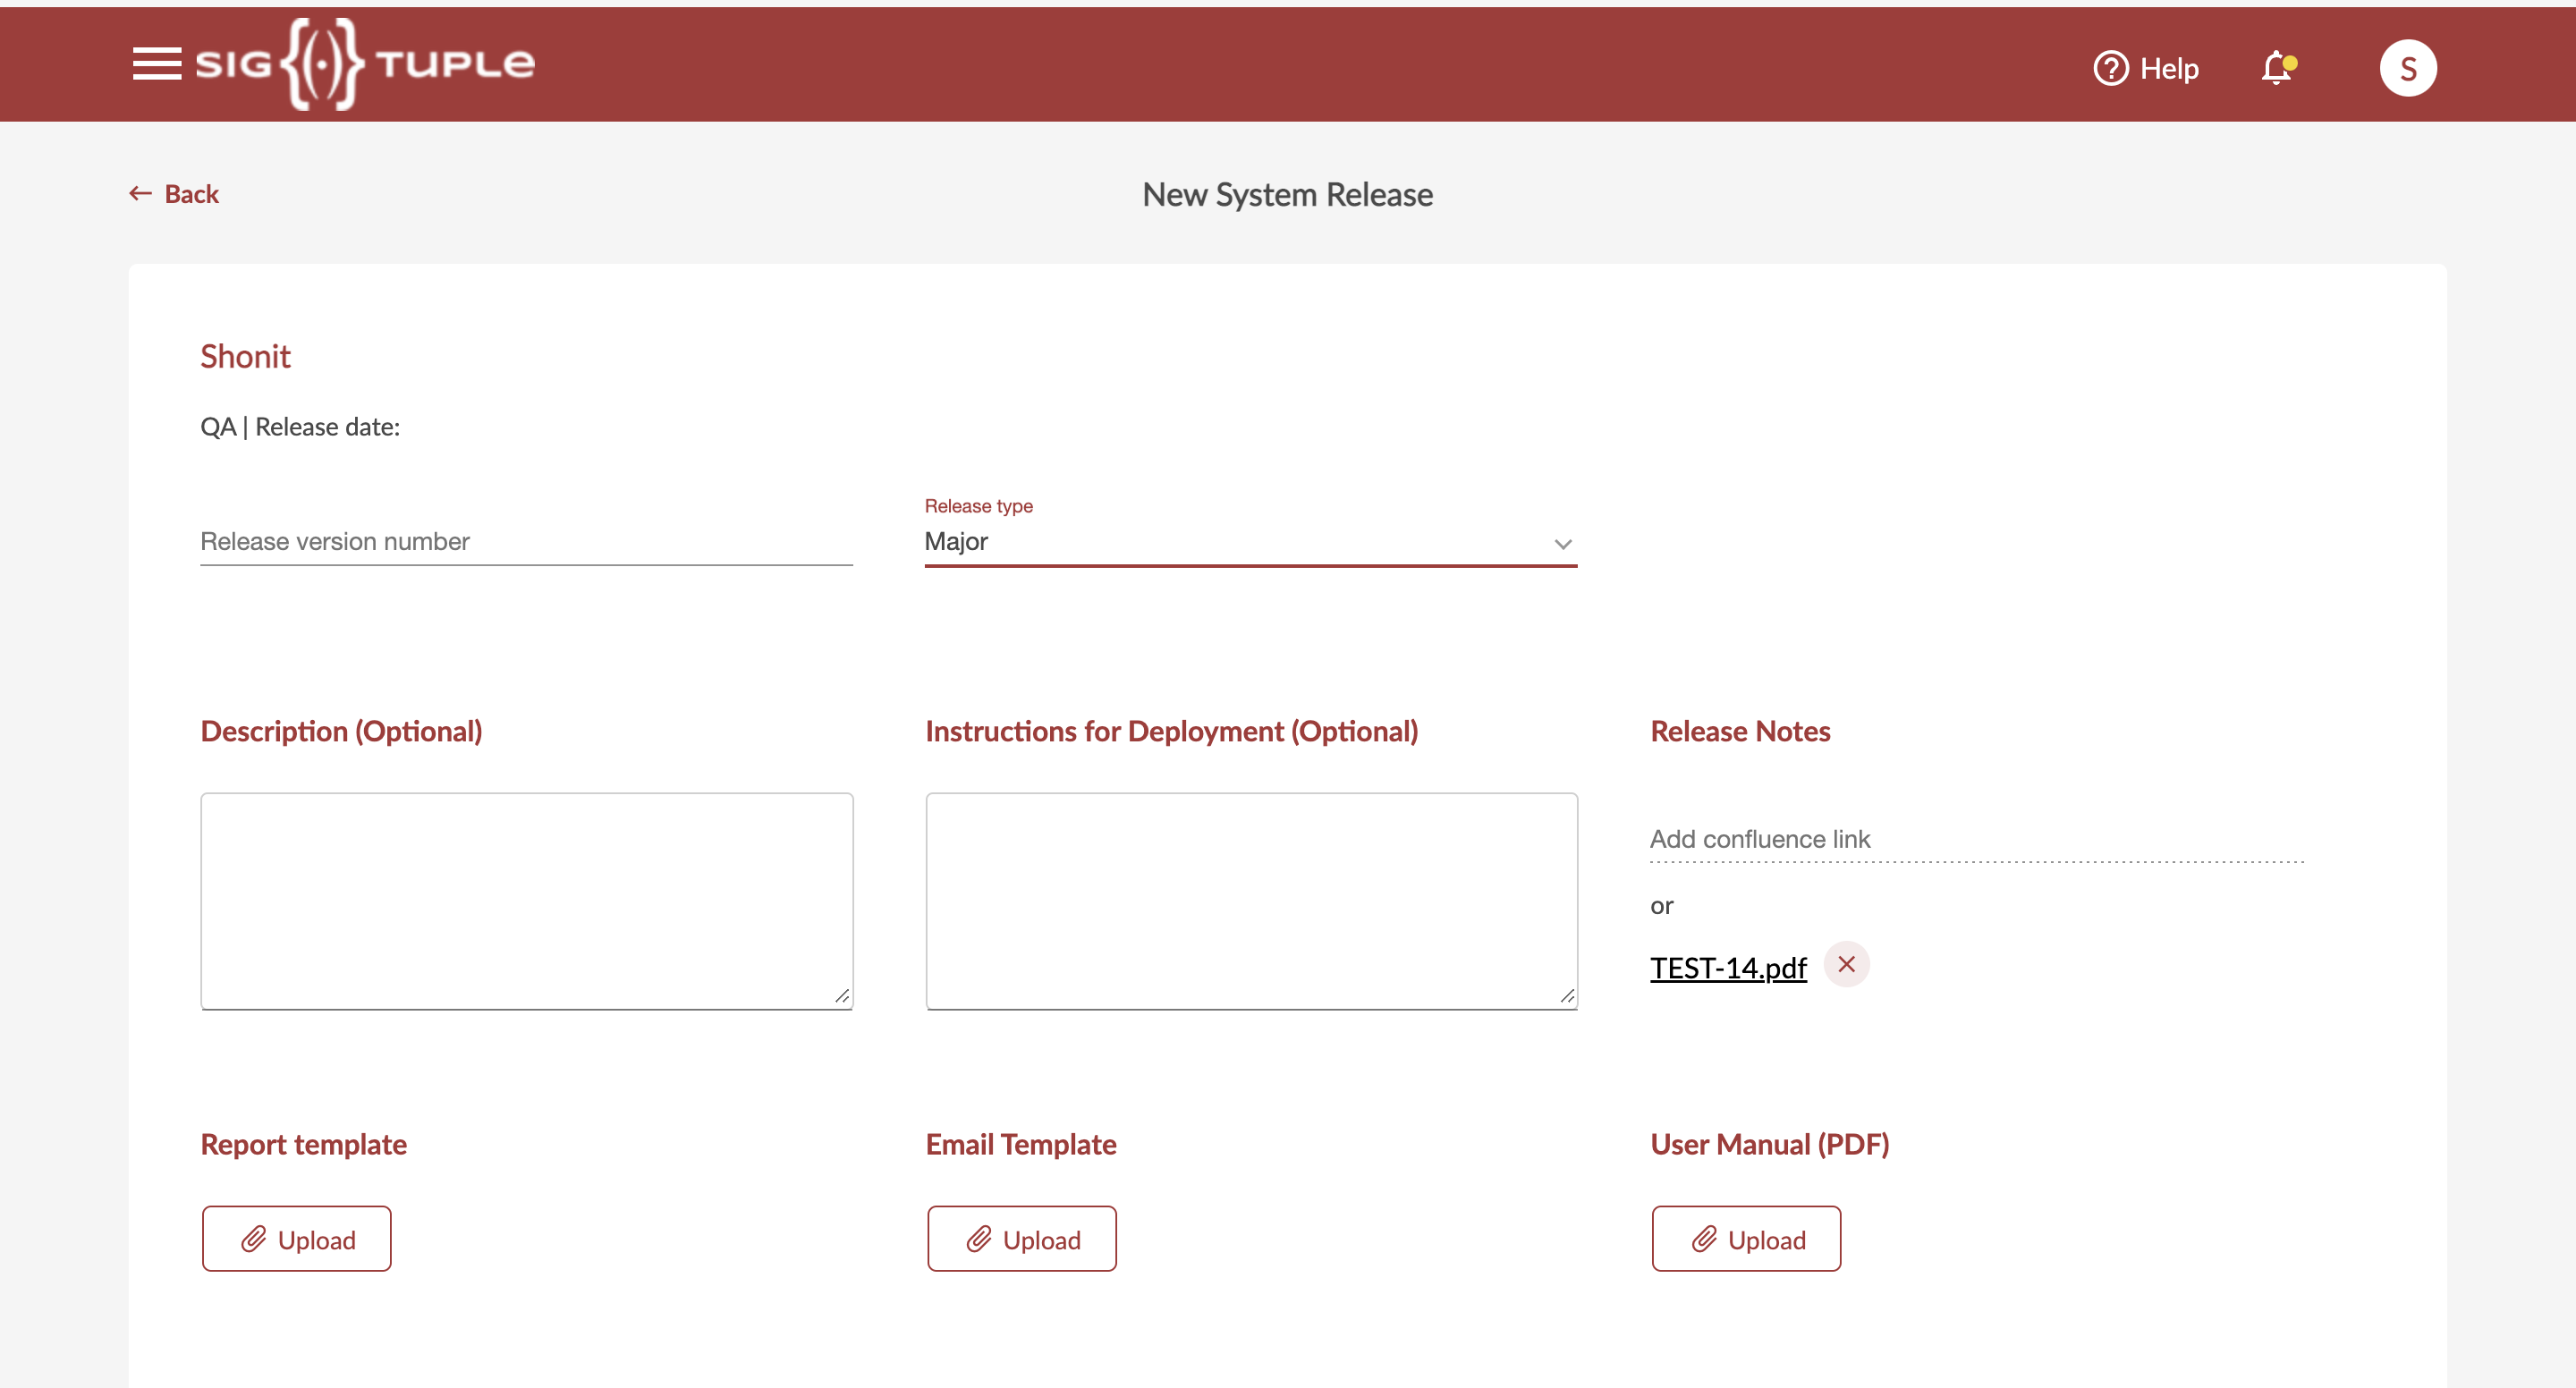 SIG{(·)}TUPLE
Help
S
Back
New System Release
Shonit
QA | Release date:
Release version number
Release type
Major
Description (Optional)
Instructions for Deployment (Optional)
Release Notes
Add confluence link
or
TEST-14.pdf
Report template
Email Template
User Manual (PDF)
Upload
Upload
Upload